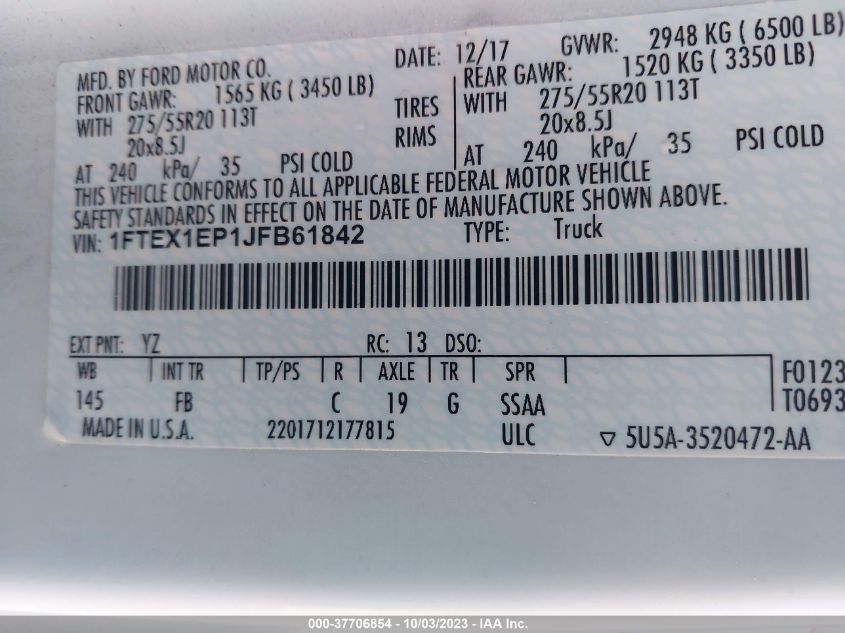 MFD. BY FORD MOTOR CO. DATE: 12/17 GVWR: 2948 KG ( 6500 LB)
FRONT GAWR: 1565 KG ( 3450 LB) REAR GAWR: 1520 KG ( 3350 LB)
WITH 275/55R20 113T TIRES WITH 275/55R20 113T
20x8.5J RIMS 20x8.5J
AT 240 kPa/ 35 PSI COLD AT 240 kPa/ 35 PSI COLD
THIS VEHICLE CONFORMS TO ALL APPLICABLE FEDERAL MOTOR VEHICLE
SAFETY STANDARDS IN EFFECT ON THE DATE OF MANUFACTURE SHOWN ABOVE.
VIN: 1FTEX1EP1JFB61842 TYPE: Truck
EXT PNT: YZ RC: 13 DSO:
WB INT TR TP/PS R AXLE TR SPR F0123
145 FB C 19 G SSAA T0693
MADE IN U.S.A. 2201712177815 ULC ▽ 5U5A-3520472-AA
000-37706854 - 10/03/2023 - IAA Inc.